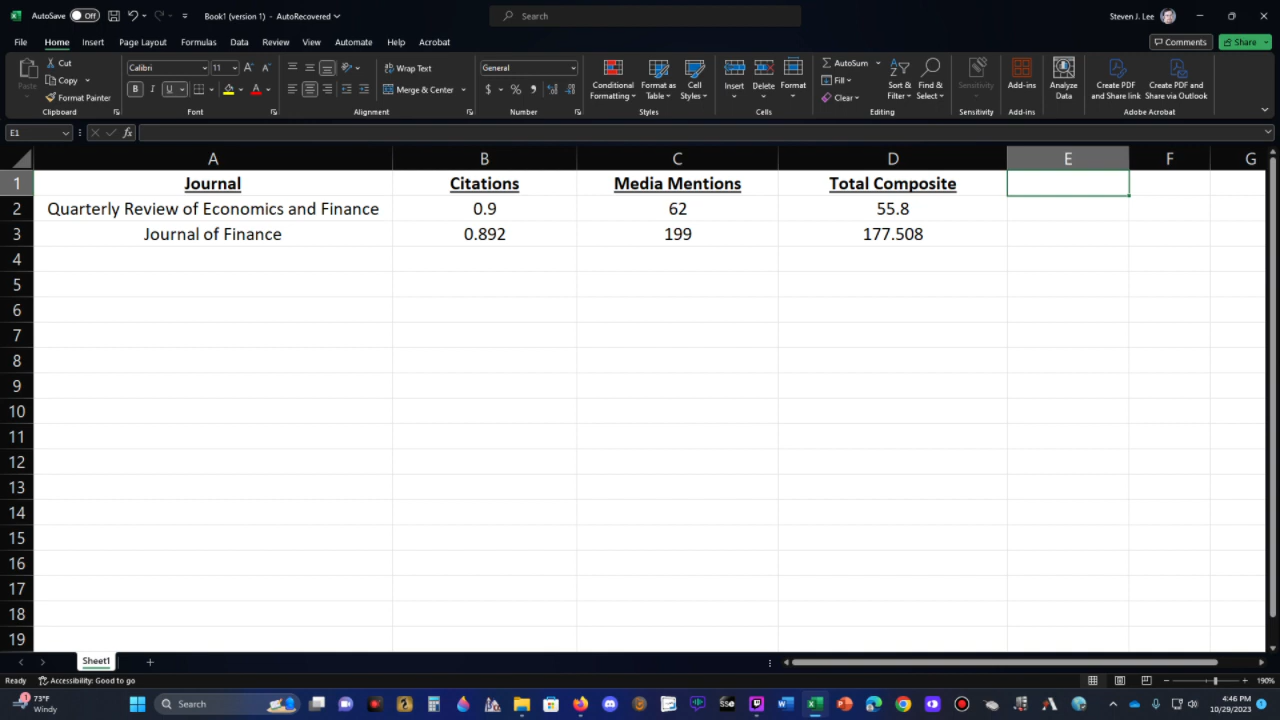 AutoSave Off Book1 (version 1) - AutoRecovered Search Steven J. Lee
File Home Insert Page Layout Formulas Data Review View Automate Help Acrobat Comments Share
Paste Cut Copy Format Painter Clipboard
Calibri 11 B I U Font
Wrap Text Merge & Center Alignment
General $ % Number
Conditional Formatting Format as Table Cell Styles Styles
Insert Delete Format Cells
AutoSum Fill Clear Sort & Filter Find & Select Editing
Sensitivity Sensitivity
Add-ins Add-ins
Analyze Data
Create PDF and Share link Create PDF and Share via Outlook Adobe Acrobat
E1 fx
A B C D E F G
1 Journal Citations Media Mentions Total Composite
2 Quarterly Review of Economics and Finance 0.9 62 55.8
3 Journal of Finance 0.892 199 177.508
4
5
6
7
8
9
10
11
12
13
14
15
16
17
18
19
Sheet1
Ready Accessibility: Good to go 190%
1 73°F Windy Search 4:46 PM 10/29/2023